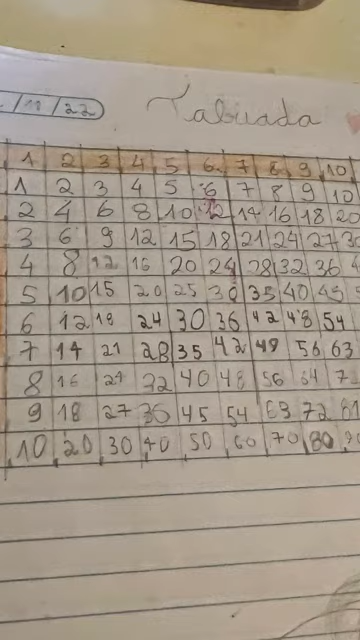 /11/22
Tabuada
1 2 3 4 5 6 7 8 9 10
1 2 3 4 5 6 7 8 9 10
2 4 6 8 10 12 14 16 18 20
3 6 9 12 15 18 21 24 27
4 8 12 16 20 24 28 32 36
5 10 15 20 25 30 35 40 45
6 12 18 24 30 36 42 48 54
7 14 21 28 35 42 49 56 63
8 16 24 32 40 48 56 64
9 18 27 36 45 54 63 72 81
10 20 30 40 50 60 70 80 90